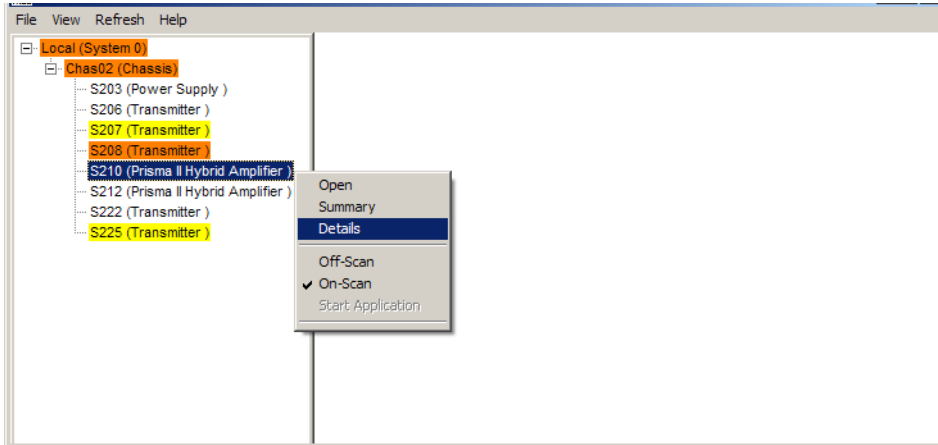 File View Refresh Help
Local (System 0)
Chas02 (Chassis)
S203 (Power Supply )
S206 (Transmitter )
S207 (Transmitter )
S208 (Transmitter )
S210 (Prisma II Hybrid Amplifier )
S212 (Prisma II Hybrid Amplifier )
S222 (Transmitter )
S225 (Transmitter )
Open
Summary
Details
Off-Scan
On-Scan
Start Application